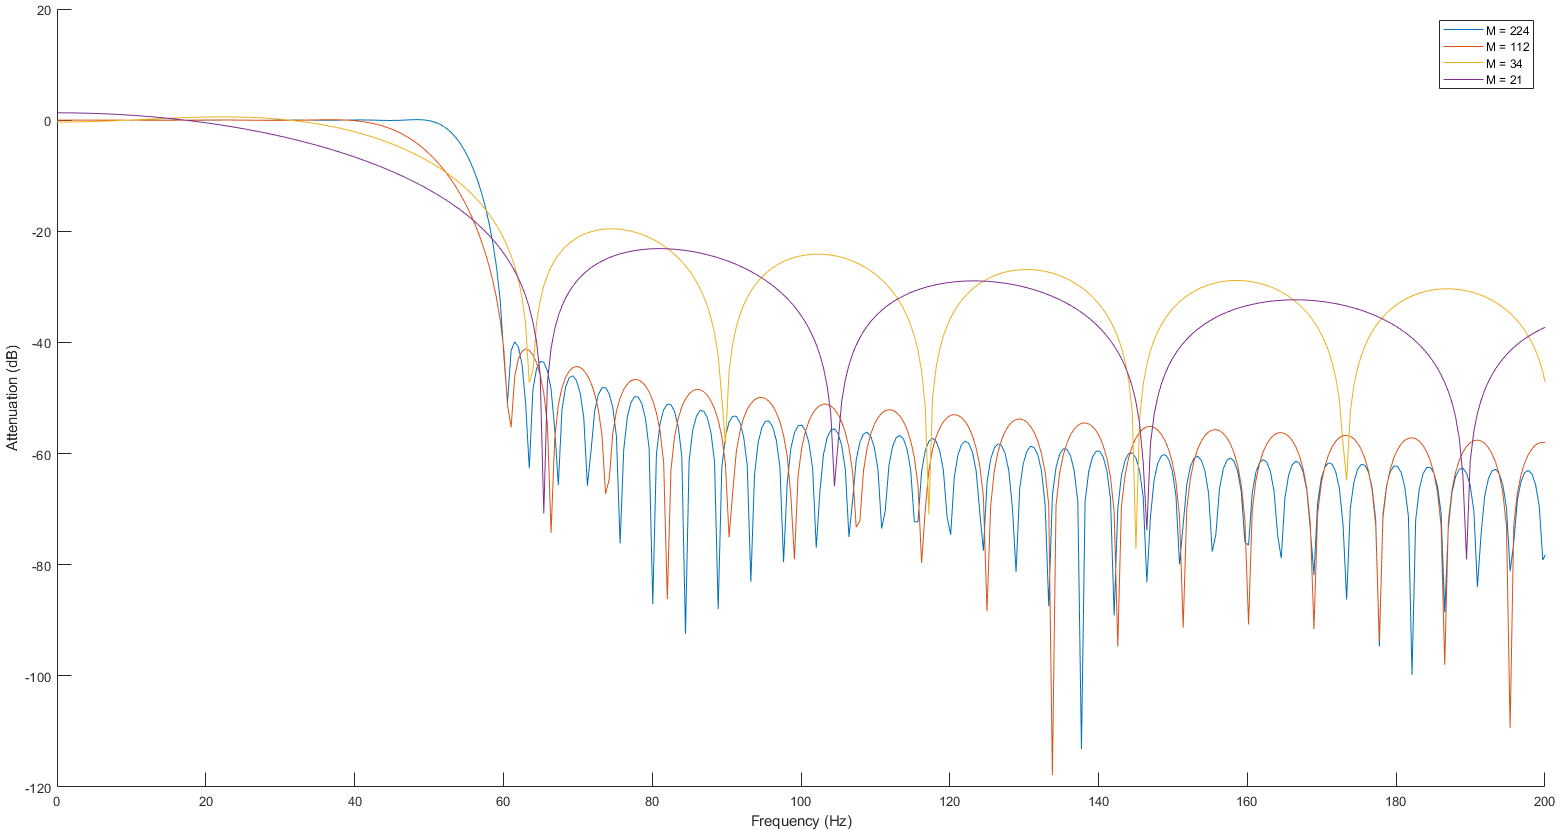 20
0
-20
-40
-60
-80
-100
-120
Attenuation (dB)
M = 224
M = 112
M = 34
M = 21
0 20 40 60 80 100 120 140 160 180 200
Frequency (Hz)